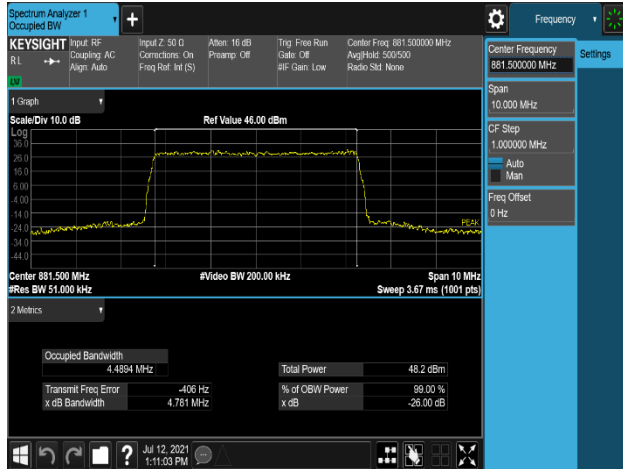 Spectrum Analyzer 1
Occupied BW
+
Frequency
KEYSIGHT
R L
Input: RF
Coupling: AC
Align: Auto
Input Z: 50 Ω
Corrections: On
Freq Ref: Int (S)
Atten: 16 dB
Preamp: Off
Trig: Free Run
Gate: Off
#IF Gain: Low
Center Freq: 881.500000 MHz
Avg|Hold: 500/500
Radio Std: None
Center Frequency
881.500000 MHz
Settings
Span
10.000 MHz
CF Step
1.000000 MHz
Auto
Man
Freq Offset
0 Hz
1 Graph
Scale/Div 10.0 dB
Ref Value 46.00 dBm
Log
36.0
26.0
16.0
6.00
-4.00
-14.0
-24.0
-34.0
-44.0
PEAK
Center 881.500 MHz
#Video BW 200.00 kHz
Span 10 MHz
#Res BW 51.000 kHz
Sweep 3.67 ms (1001 pts)
2 Metrics
Occupied Bandwidth
4.4894 MHz
Total Power
48.2 dBm
Transmit Freq Error
-406 Hz
% of OBW Power
99.00 %
x dB Bandwidth
4.781 MHz
x dB
-26.00 dB
?
Jul 12, 2021
1:11:03 PM